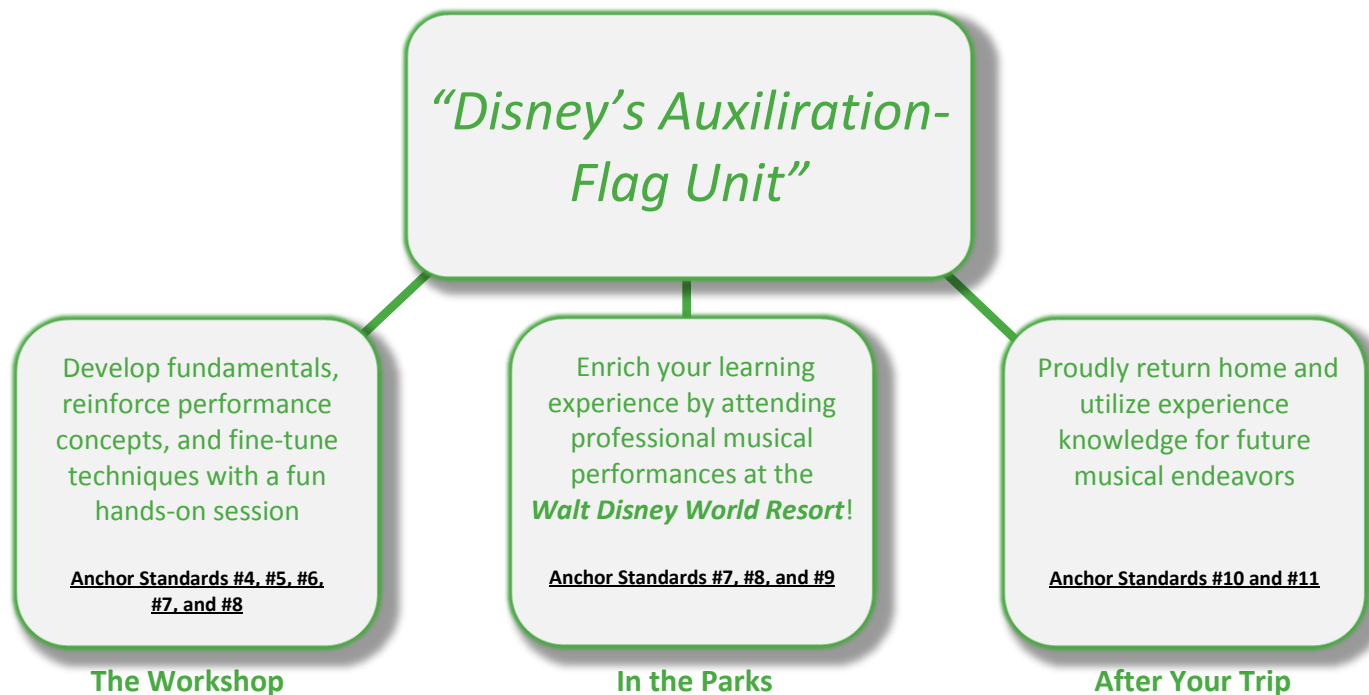 “Disney’s Auxiliration-
Flag Unit”
Develop fundamentals,
reinforce performance
concepts, and fine-tune
techniques with a fun
hands-on session
Anchor Standards #4, #5, #6,
#7, and #8
The Workshop
Enrich your learning
experience by attending
professional musical
performances at the
Walt Disney World Resort!
Anchor Standards #7, #8, and #9
In the Parks
Proudly return home and
utilize experience
knowledge for future
musical endeavors
Anchor Standards #10 and #11
After Your Trip